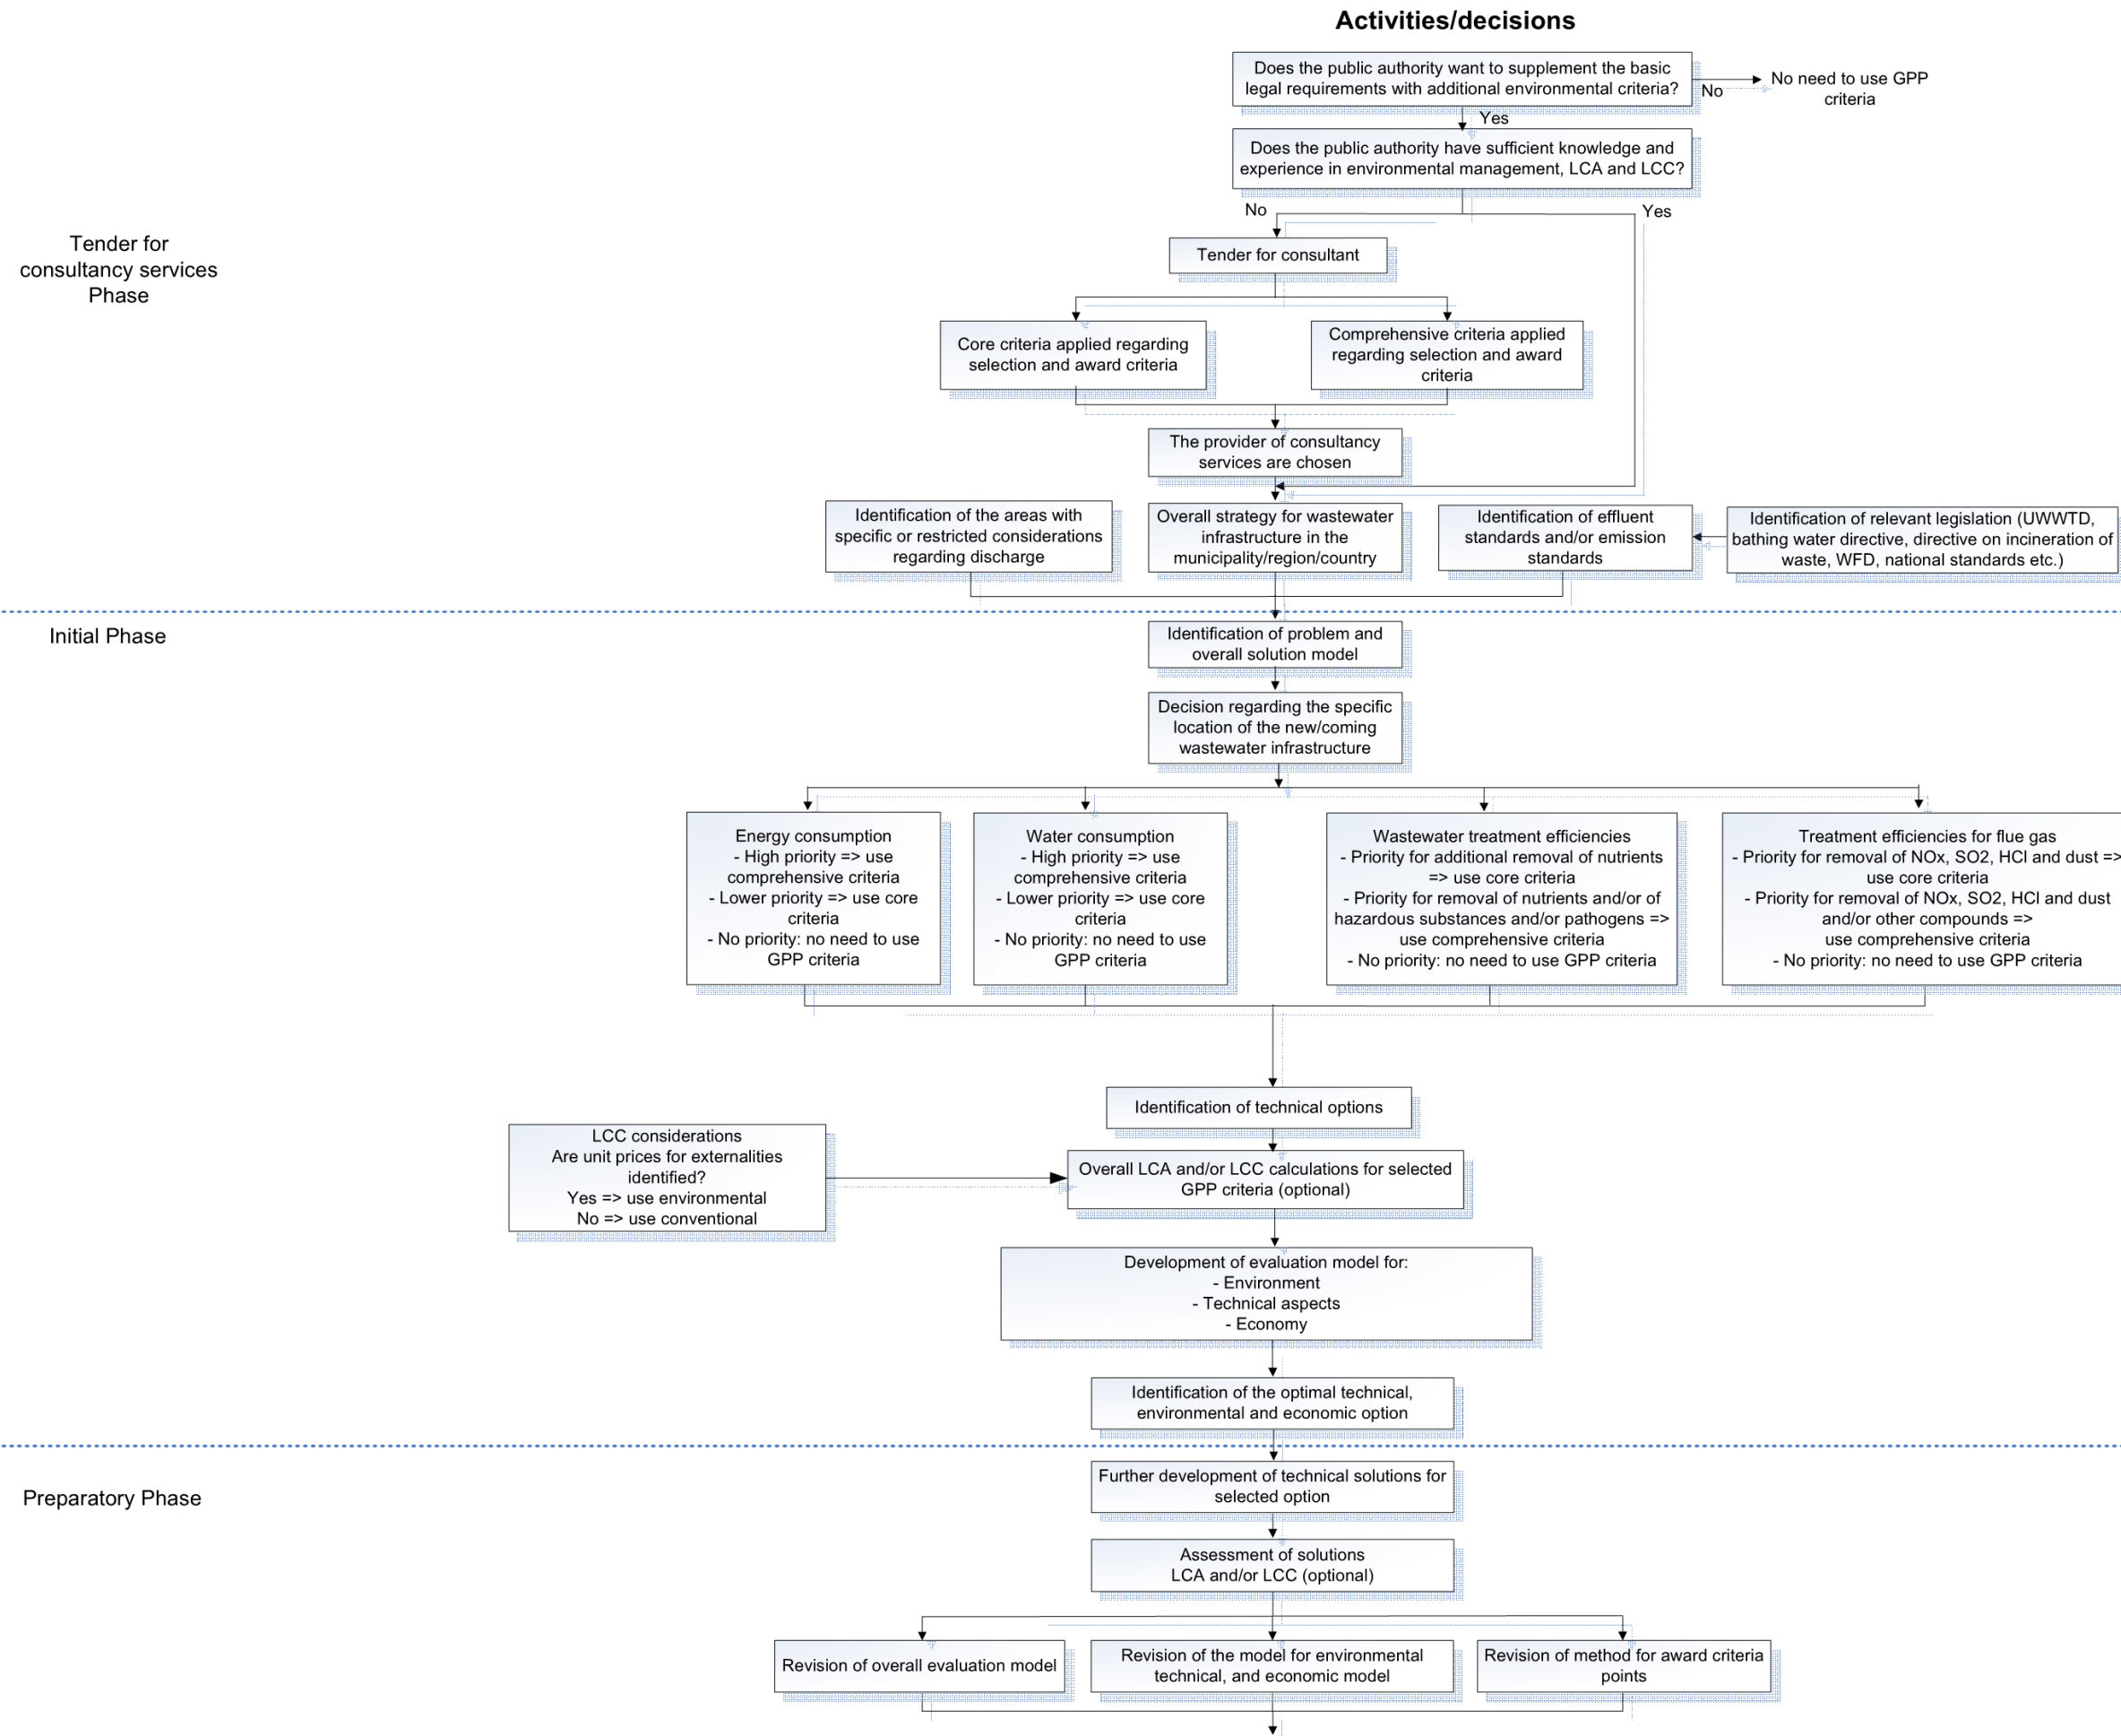 Activities/decisions
Does the public authority want to supplement the basic
legal requirements with additional environmental criteria?
No
No need to use GPP
criteria
Yes
Does the public authority have sufficient knowledge and
experience in environmental management, LCA and LCC?
No
Yes
Tender for
consultancy services
Phase
Tender for consultant
Core criteria applied regarding
selection and award criteria
Comprehensive criteria applied
regarding selection and award
criteria
The provider of consultancy
services are chosen
Identification of the areas with
specific or restricted considerations
regarding discharge
Overall strategy for wastewater
infrastructure in the
municipality/region/country
Identification of effluent
standards and/or emission
standards
Identification of relevant legislation (UWWTD,
bathing water directive, directive on incineration of
waste, WFD, national standards etc.)
Initial Phase
Identification of problem and
overall solution model
Decision regarding the specific
location of the new/coming
wastewater infrastructure
Energy consumption
- High priority => use
comprehensive criteria
- Lower priority => use core
criteria
- No priority: no need to use
GPP criteria
Water consumption
- High priority => use
comprehensive criteria
- Lower priority => use core
criteria
- No priority: no need to use
GPP criteria
Wastewater treatment efficiencies
- Priority for additional removal of nutrients
=> use core criteria
- Priority for removal of nutrients and/or of
hazardous substances and/or pathogens =>
use comprehensive criteria
- No priority: no need to use GPP criteria
Treatment efficiencies for flue gas
- Priority for removal of NOx, SO2, HCl and dust =>
use core criteria
- Priority for removal of NOx, SO2, HCl and dust
and/or other compounds =>
use comprehensive criteria
- No priority: no need to use GPP criteria
Identification of technical options
LCC considerations
Are unit prices for externalities
identified?
Yes => use environmental
No => use conventional
Overall LCA and/or LCC calculations for selected
GPP criteria (optional)
Development of evaluation model for:
- Environment
- Technical aspects
- Economy
Identification of the optimal technical,
environmental and economic option
Preparatory Phase
Further development of technical solutions for
selected option
Assessment of solutions
LCA and/or LCC (optional)
Revision of overall evaluation model
Revision of the model for environmental
technical, and economic model
Revision of method for award criteria
points